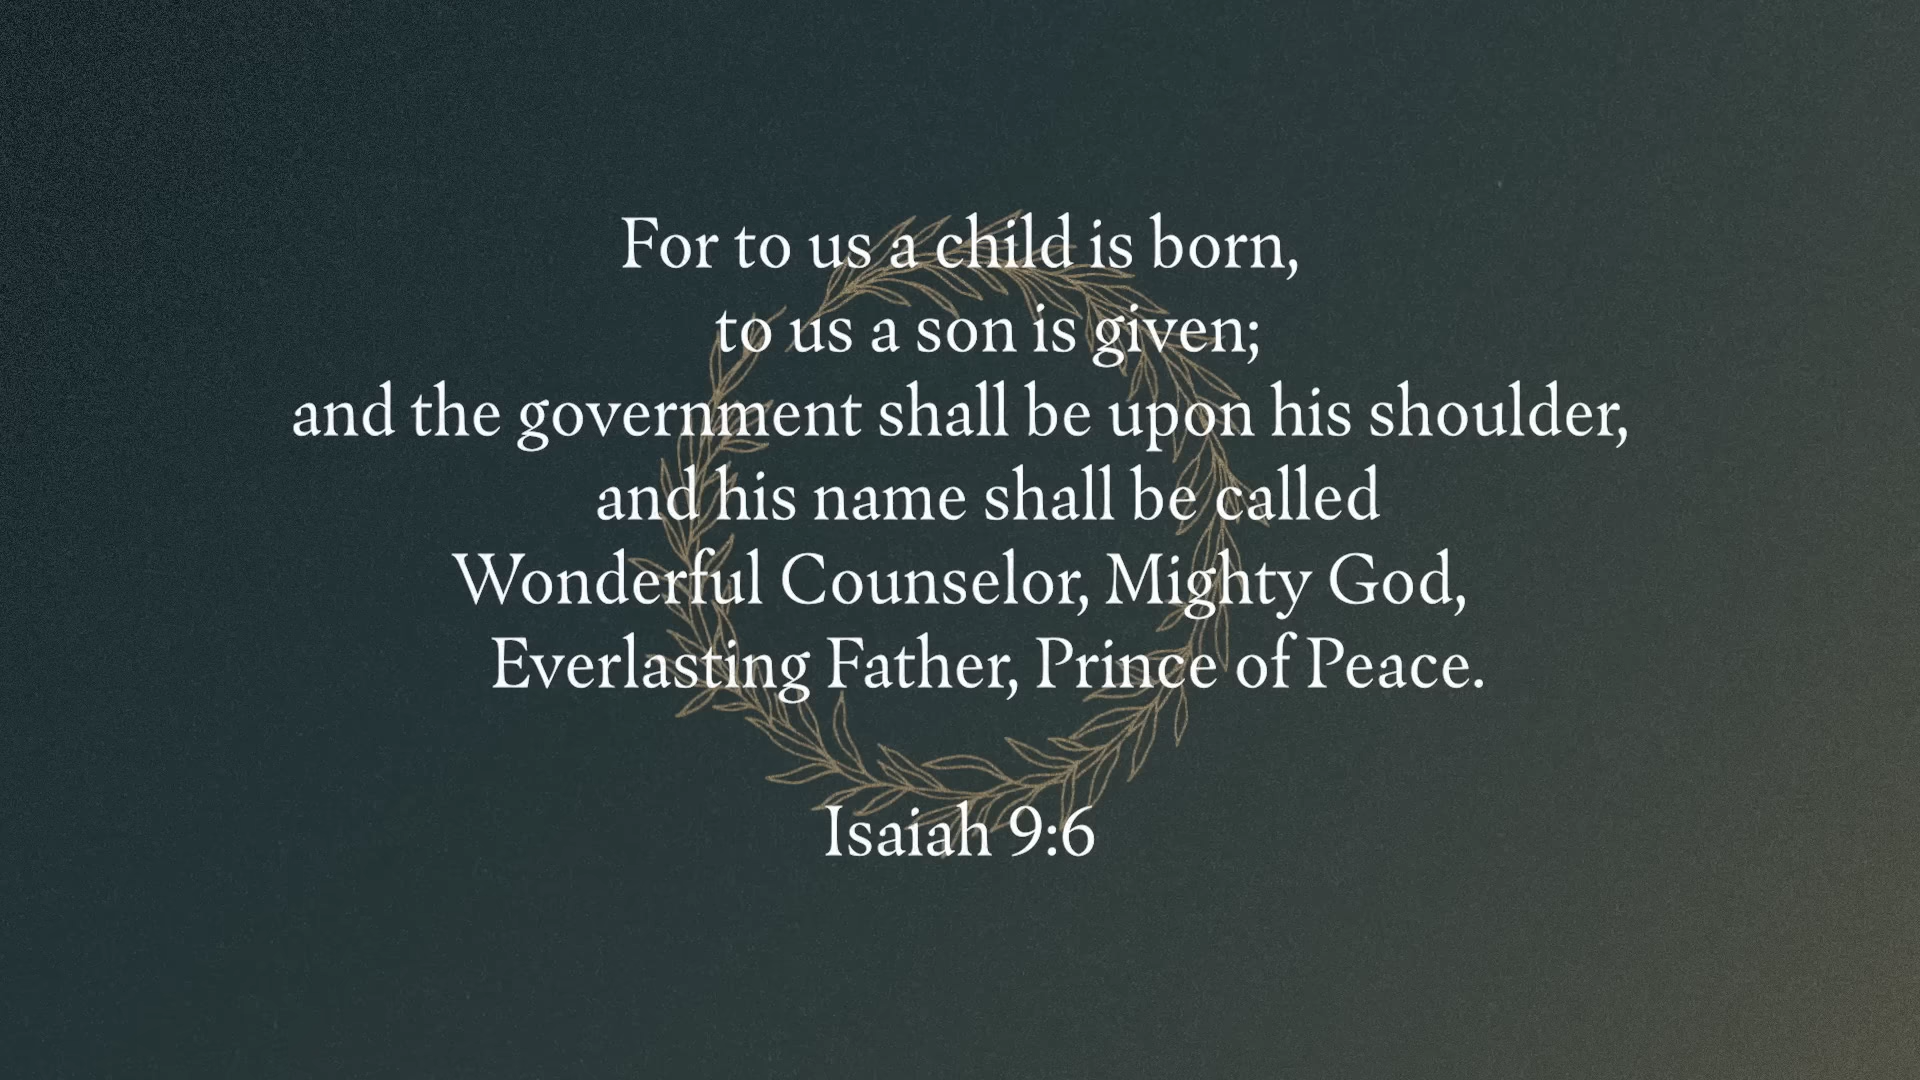 For to us a child is born,
to us a son is given;
and the government shall be upon his shoulder,
and his name shall be called
Wonderful Counselor, Mighty God,
Everlasting Father, Prince of Peace.
Isaiah 9:6